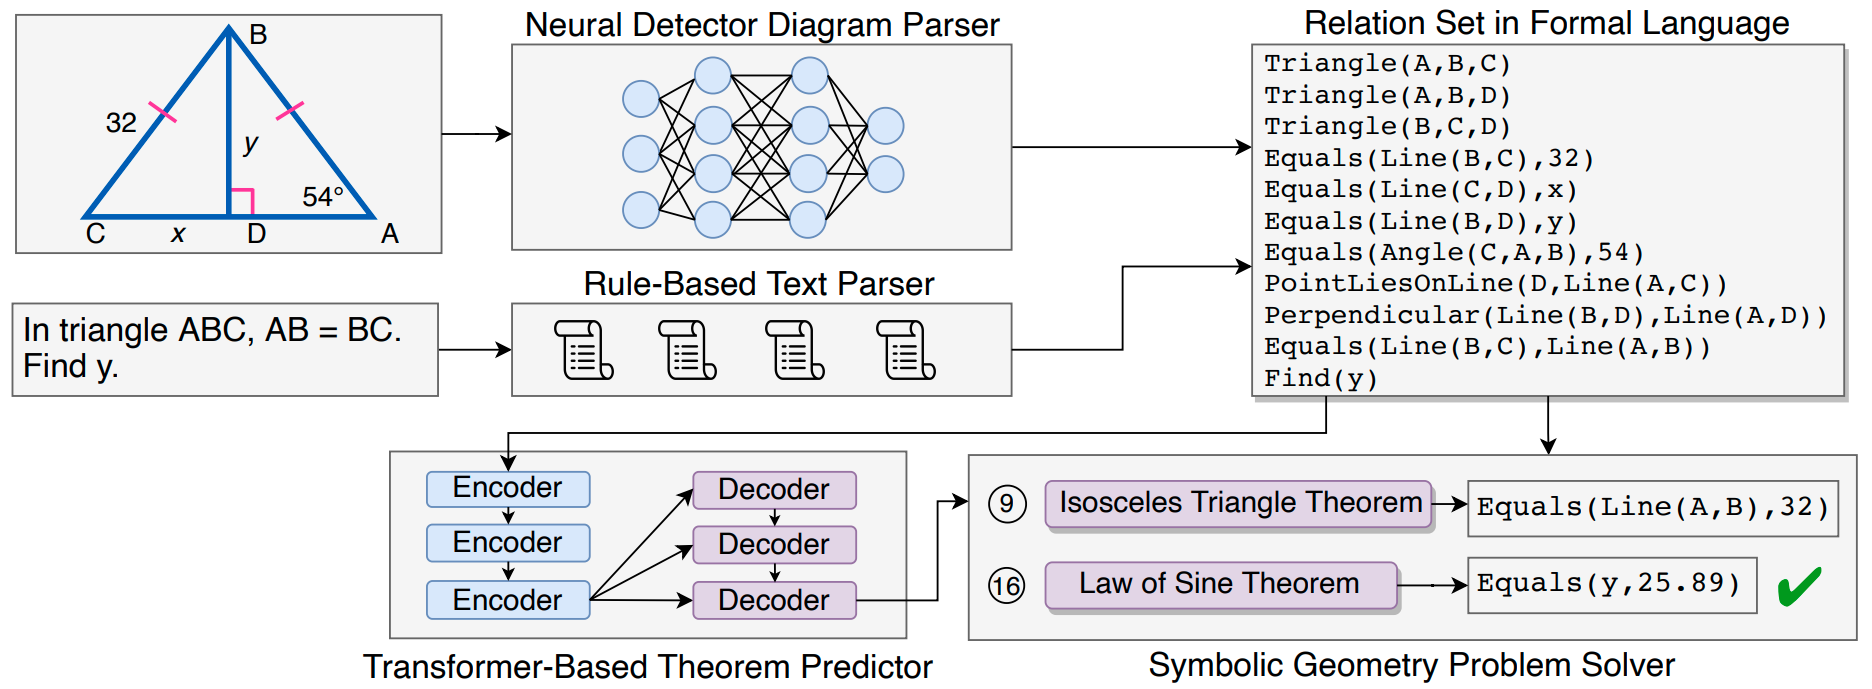 Neural Detector Diagram Parser
Relation Set in Formal Language
B
32
y
54°
C
x
D
A
Triangle(A,B,C)
Triangle(A,B,D)
Triangle(B,C,D)
Equals(Line(B,C),32)
Equals(Line(C,D),x)
Equals(Line(B,D),y)
Equals(Angle(C,A,B),54)
PointLiesOnLine(D,Line(A,C))
Perpendicular(Line(B,D),Line(A,D))
Equals(Line(B,C),Line(A,B))
Find(y)
Rule-Based Text Parser
In triangle ABC, AB = BC.
Find y.
Encoder
Encoder
Encoder
Decoder
Decoder
Decoder
Transformer-Based Theorem Predictor
9 Isosceles Triangle Theorem Equals(Line(A,B),32)
16 Law of Sine Theorem Equals(y,25.89)
Symbolic Geometry Problem Solver